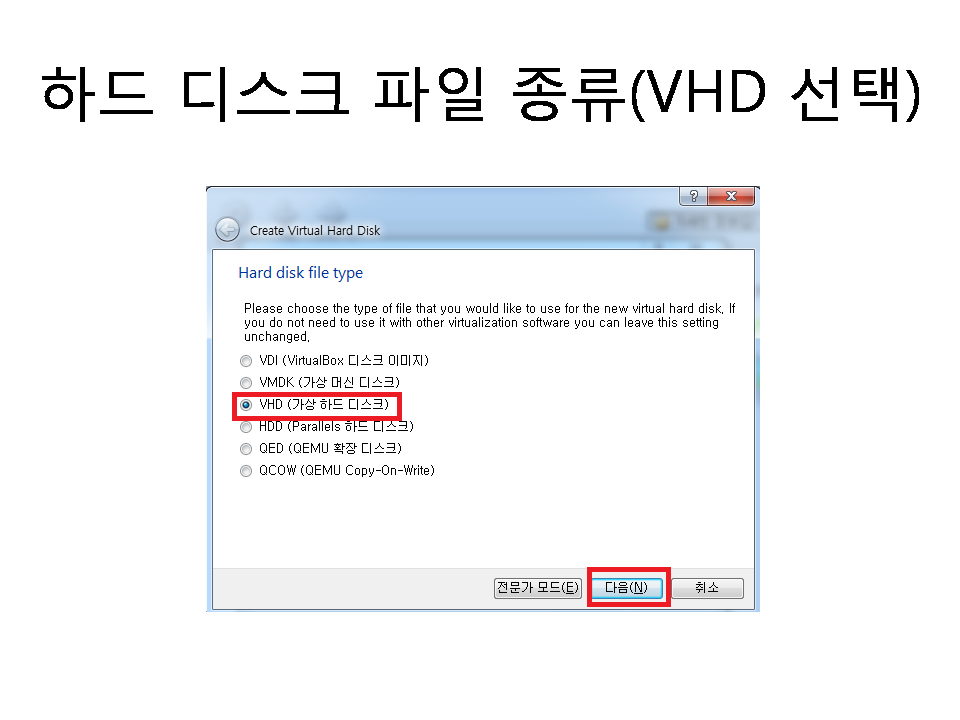 하드 디스크 파일 종류(VHD 선택)
?
Create Virtual Hard Disk
Hard disk file type
Please choose the type of file that you would like to use for the new virtual hard disk. If
you do not need to use it with other virtualization software you can leave this setting
unchanged.
VDI (VirtualBox 디스크 이미지)
VMDK (가상 머신 디스크)
VHD (가상 하드 디스크)
HDD (Parallels 하드 디스크)
QED (QEMU 확장 디스크)
QCOW (QEMU Copy-On-Write)
전문가 모드(E) 다음(N) 취소